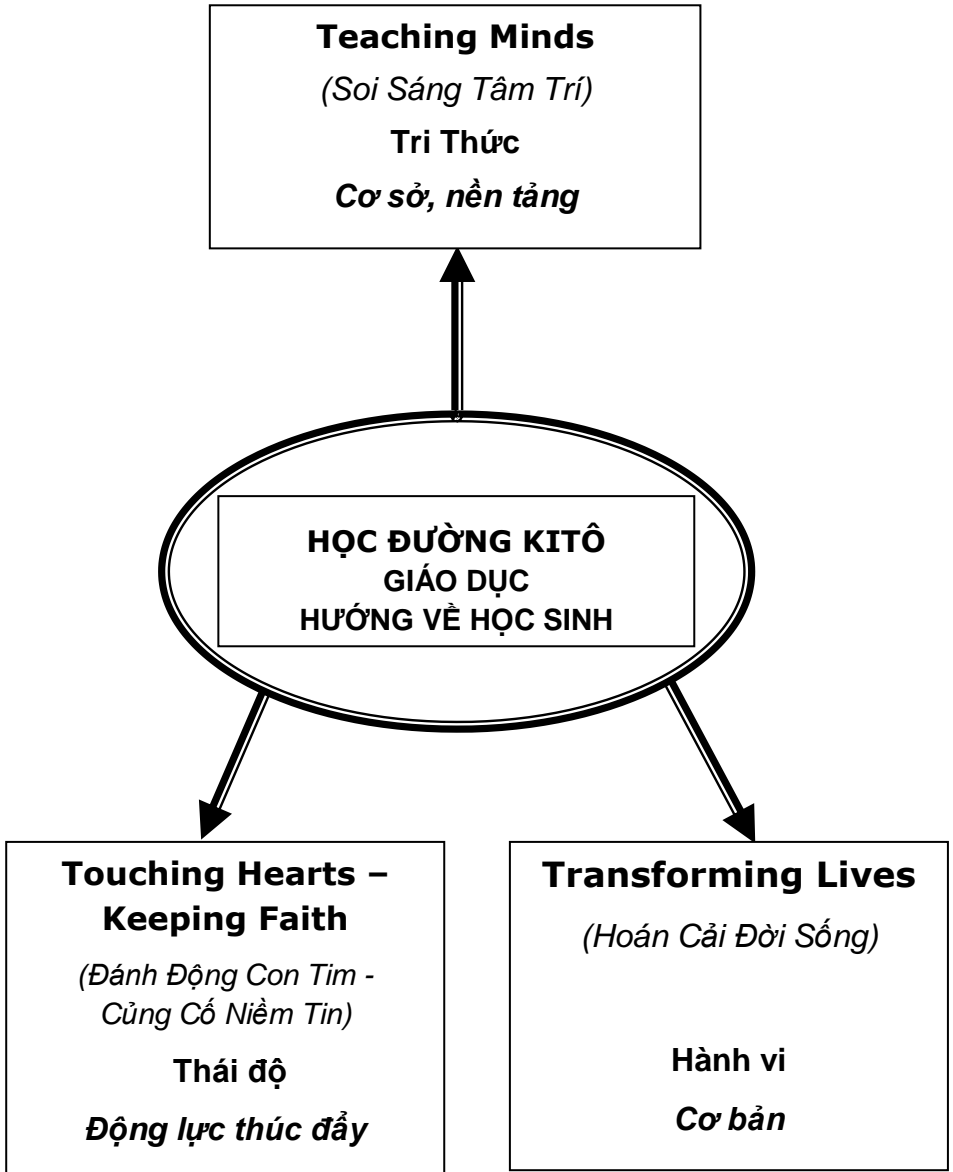 Teaching Minds
(Soi Sáng Tâm Trí)
Tri Thức
Cơ sở, nền tảng
HỌC ĐƯỜNG KITÔ
GIÁO DỤC
HƯỚNG VỀ HỌC SINH
Touching Hearts –
Keeping Faith
(Đánh Động Con Tim -
Củng Cố Niềm Tin)
Thái độ
Động lực thúc đẩy
Transforming Lives
(Hoán Cải Đời Sống)
Hành vi
Cơ bản